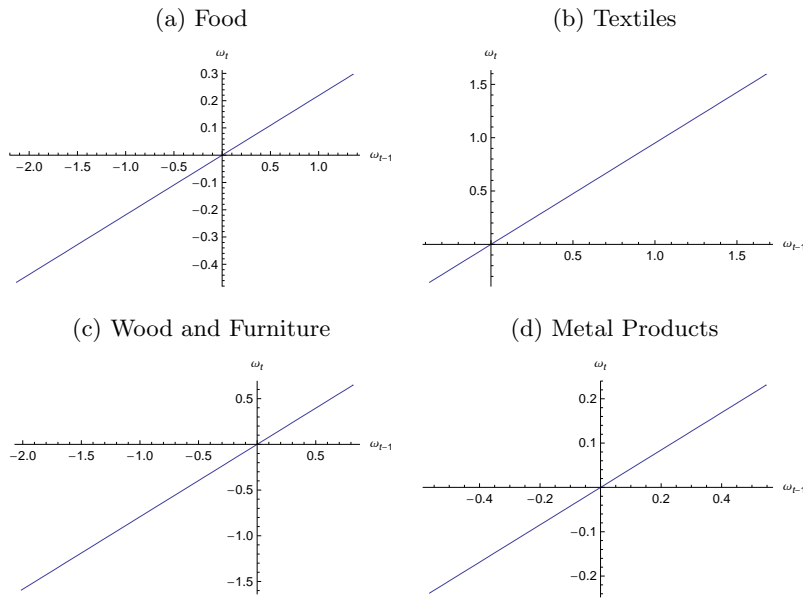 (a) Food
(b) Textiles
ωt
0.3
0.2
0.1
−2.0 −1.5 −1.0 −0.5 0.5 1.0 ωt−1
−0.1
−0.2
−0.3
−0.4
ωt
1.5
1.0
0.5
0.5 1.0 1.5 ωt−1
(c) Wood and Furniture
(d) Metal Products
ωt
0.5
−2.0 −1.5 −1.0 −0.5 0.5 ωt−1
−0.5
−1.0
−1.5
ωt
0.2
0.1
−0.4 −0.2 0.2 0.4 ωt−1
−0.1
−0.2